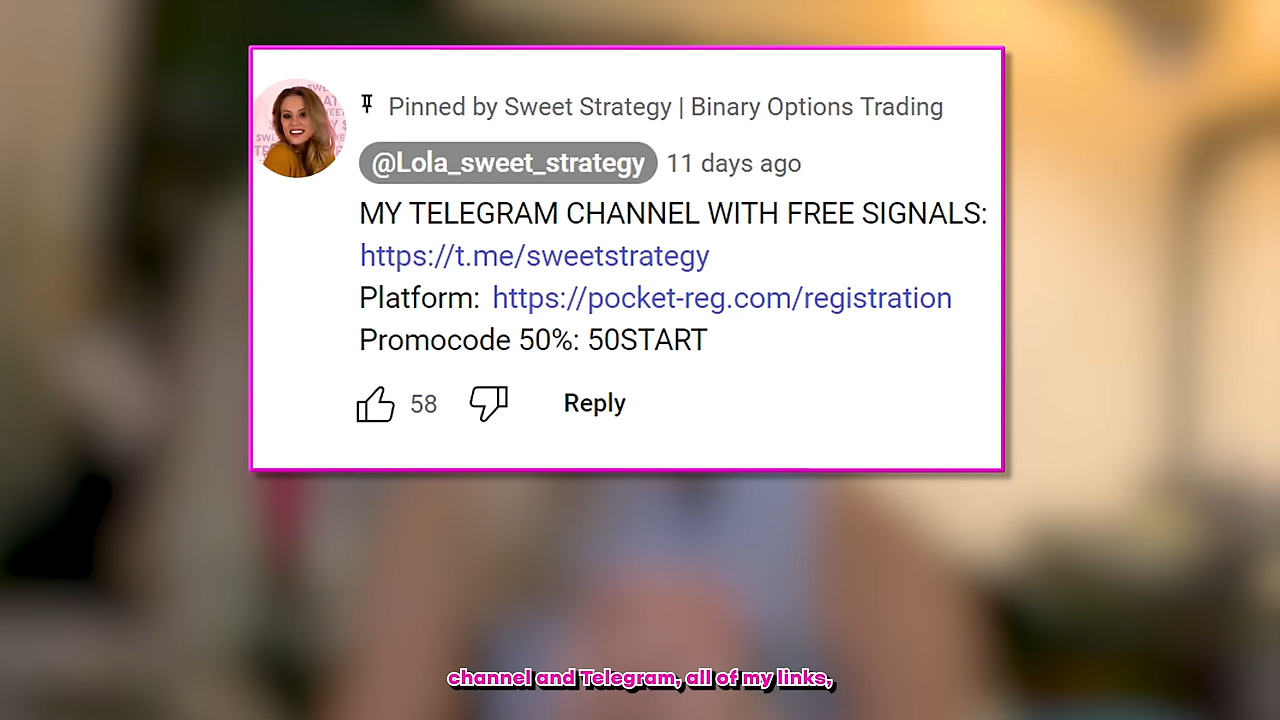 Pinned by Sweet Strategy | Binary Options Trading
@Lola_sweet_strategy 11 days ago
MY TELEGRAM CHANNEL WITH FREE SIGNALS:
https://t.me/sweetstrategy
Platform: https://pocket-reg.com/registration
Promocode 50%: 50START
58 Reply
channel and Telegram, all of my links,